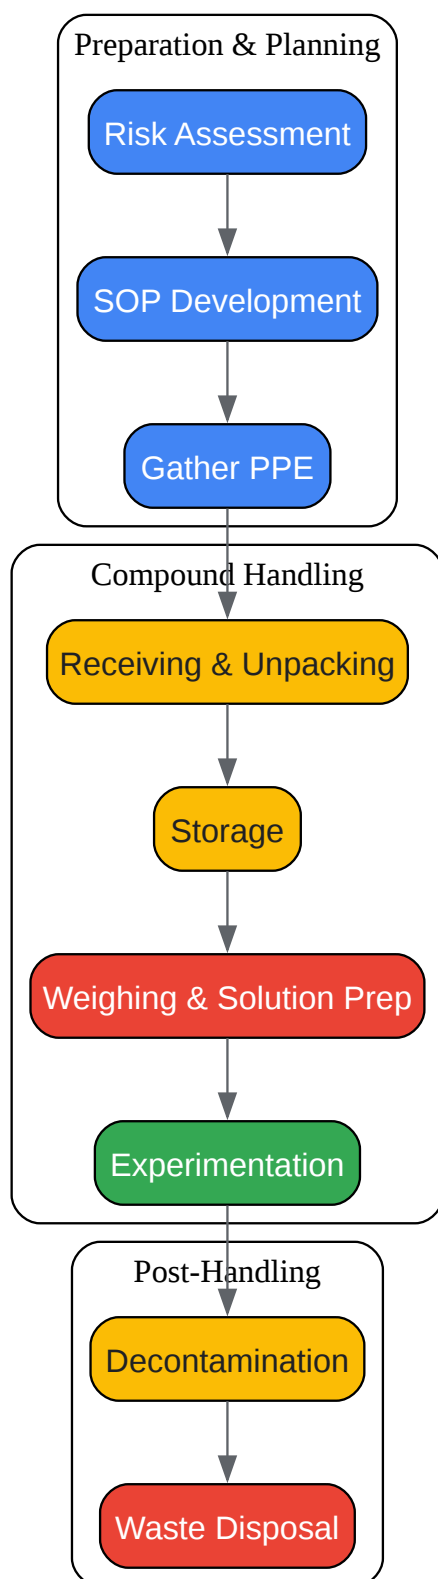 Preparation & Planning
Risk Assessment
SOP Development
Gather PPE
Compound Handling
Receiving & Unpacking
Storage
Weighing & Solution Prep
Experimentation
Post-Handling
Decontamination
Waste Disposal